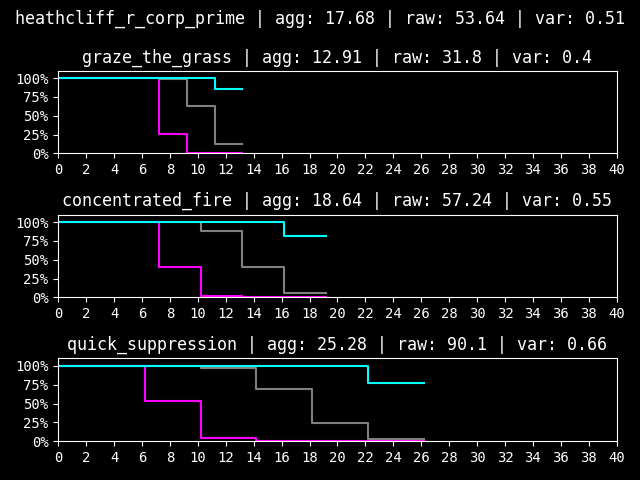 heathcliff_r_corp_prime | agg: 17.68 | raw: 53.64 | var: 0.51
graze_the_grass | agg: 12.91 | raw: 31.8 | var: 0.4
100%
75%
50%
25%
0%
0 2 4 6 8 10 12 14 16 18 20 22 24 26 28 30 32 34 36 38 40
concentrated_fire | agg: 18.64 | raw: 57.24 | var: 0.55
100%
75%
50%
25%
0%
0 2 4 6 8 10 12 14 16 18 20 22 24 26 28 30 32 34 36 38 40
quick_suppression | agg: 25.28 | raw: 90.1 | var: 0.66
100%
75%
50%
25%
0%
0 2 4 6 8 10 12 14 16 18 20 22 24 26 28 30 32 34 36 38 40